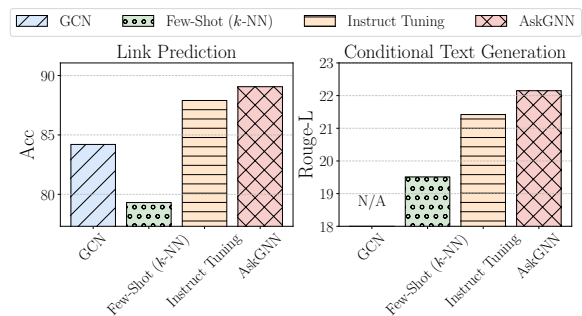 GCN Few-Shot (k-NN) Instruct Tuning AskGNN
Link Prediction
Acc
90
85
80
GCN
Few-Shot (k-NN)
Instruct Tuning
AskGNN
Conditional Text Generation
Rouge-L
23
22
21
20
19
18
N/A
GCN
Few-Shot (k-NN)
Instruct Tuning
AskGNN